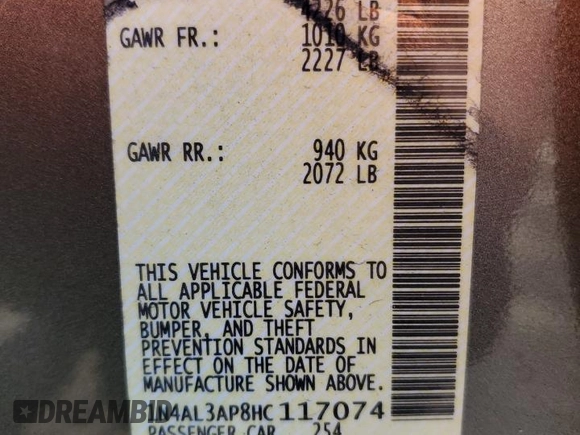 4226 LB
GAWR FR.: 1010 KG
2227 LB
GAWR RR.: 940 KG
2072 LB
THIS VEHICLE CONFORMS TO
ALL APPLICABLE FEDERAL
MOTOR VEHICLE SAFETY,
BUMPER, AND THEFT
PREVENTION STANDARDS IN
EFFECT ON THE DATE OF
MANUFACTURE SHOWN ABOVE.
1N4AL3AP8HC117074
PASSENGER CAR 254
DREAMBID